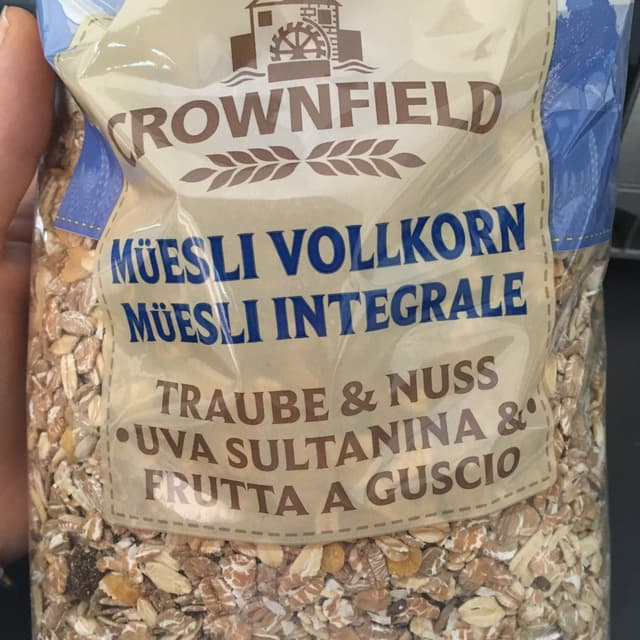 CROWNFIELD
MÜESLI VOLLKORN
MÜESLI INTEGRALE
TRAUBE & NUSS
• UVA SULTANINA & •
FRUTTA A GUSCIO